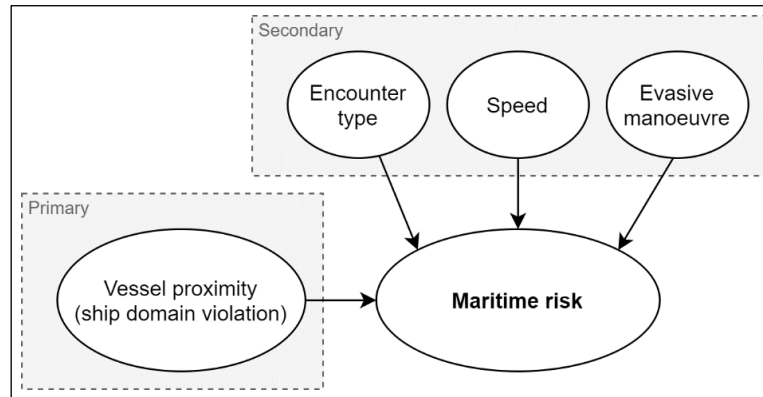 Secondary
Encounter
type
Speed
Evasive
manoeuvre
Primary
Vessel proximity
(ship domain violation)
Maritime risk